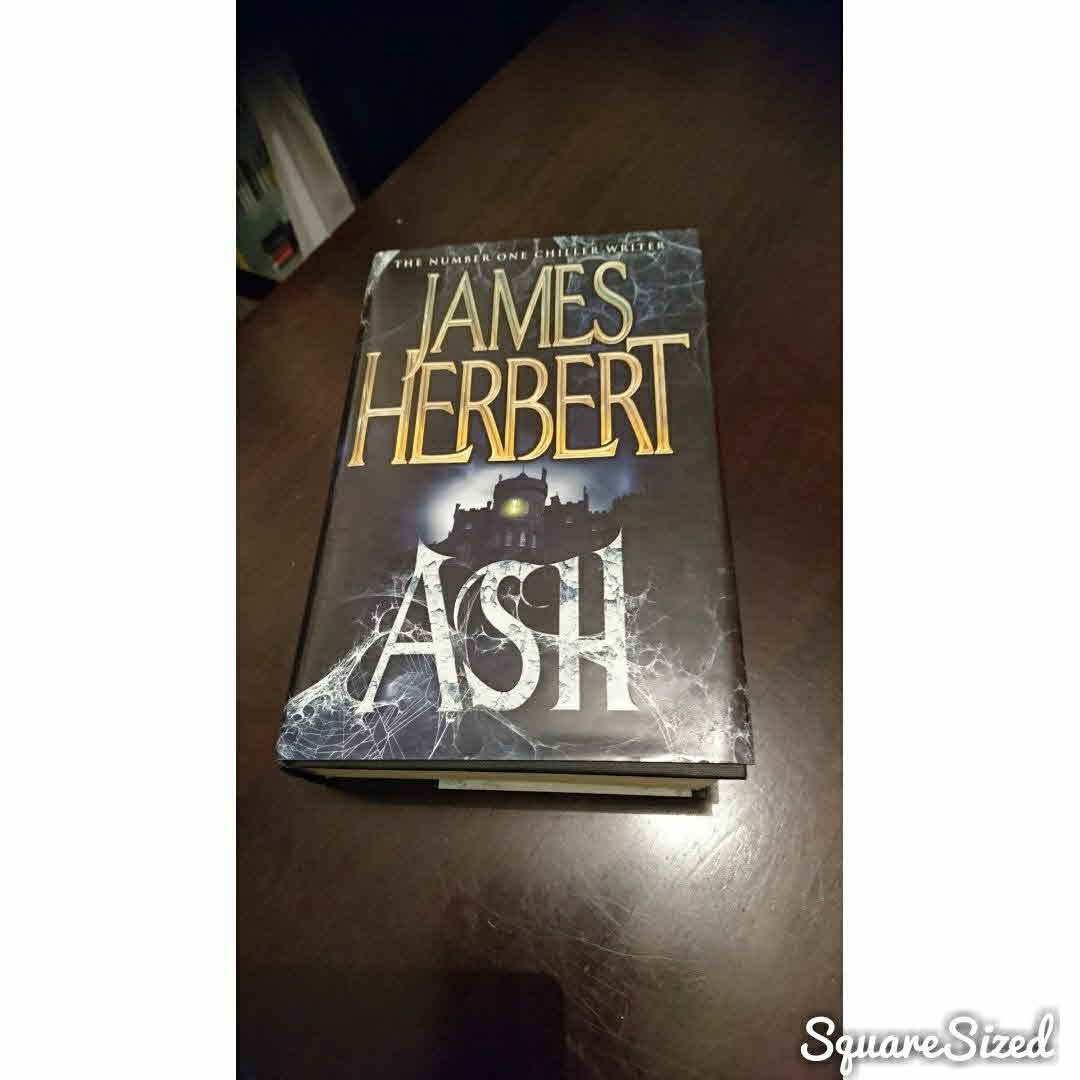 THE NUMBER ONE CHILLER WRITER
JAMES
HERBERT
ASH
SquareSized